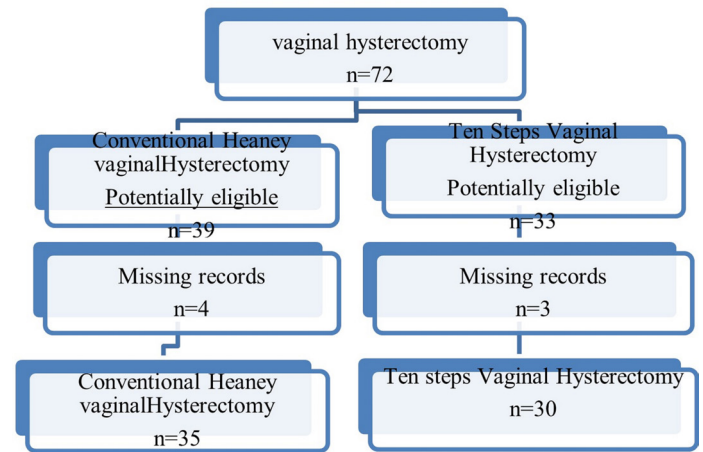 vaginal hysterectomy
n=72
Conventional Heaney
vaginalHysterectomy
Potentially eligible
n=39
Ten Steps Vaginal
Hysterectomy
Potentially eligible
n=33
Missing records
n=4
Missing records
n=3
Conventional Heaney
vaginalHysterectomy
n=35
Ten steps Vaginal Hysterectomy
n=30